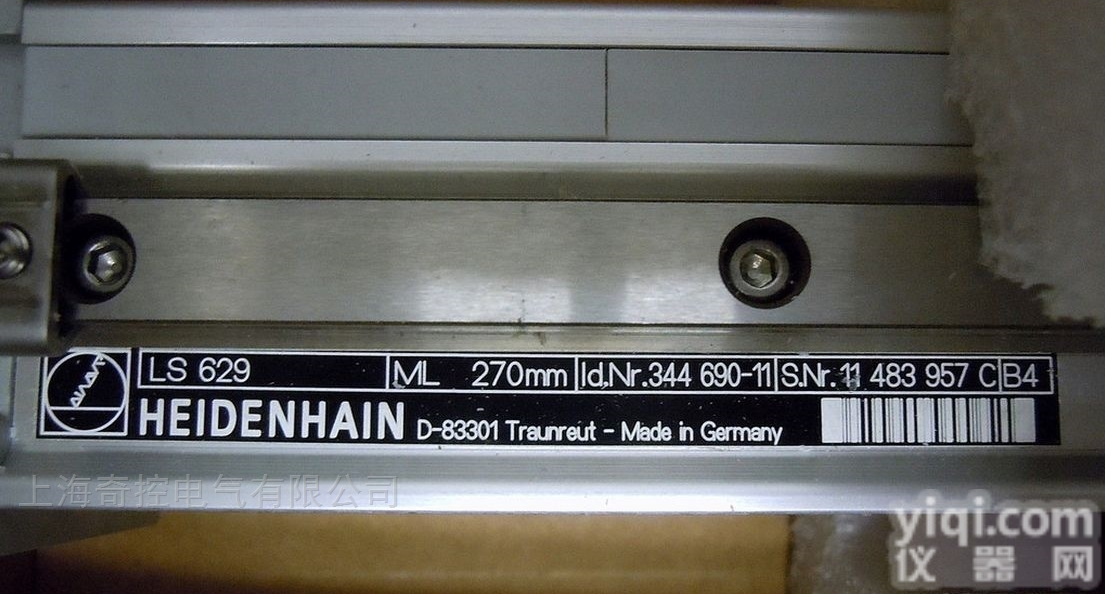 LS 629 ML 270mm Id.Nr.344 690-11 S.Nr. 11 483 957 C B4
HEIDENHAIN D-83301 Traunreut - Made in Germany
上海奇控电气有限公司
yiqi.com
仪器网